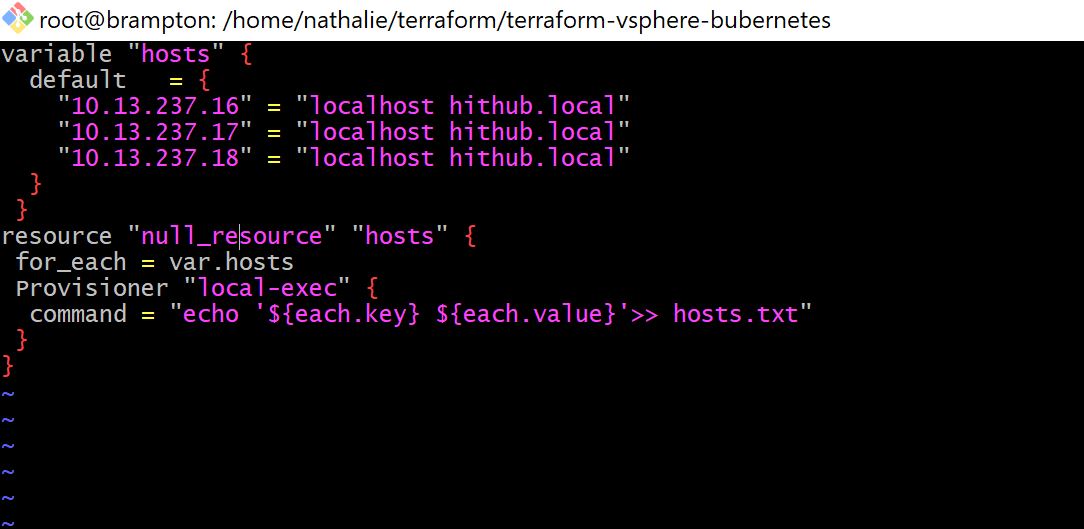 root@brampton: /home/nathalie/terraform/terraform-vsphere-bubernetes
variable "hosts" {
  default   = {
    "10.13.237.16" = "localhost hithub.local"
    "10.13.237.17" = "localhost hithub.local"
    "10.13.237.18" = "localhost hithub.local"
  }
 }
resource "null_resource" "hosts" {
 for_each = var.hosts
 Provisioner "local-exec" {
  command = "echo '${each.key} ${each.value}'>> hosts.txt"
 }
}
~
~
~
~
~
~